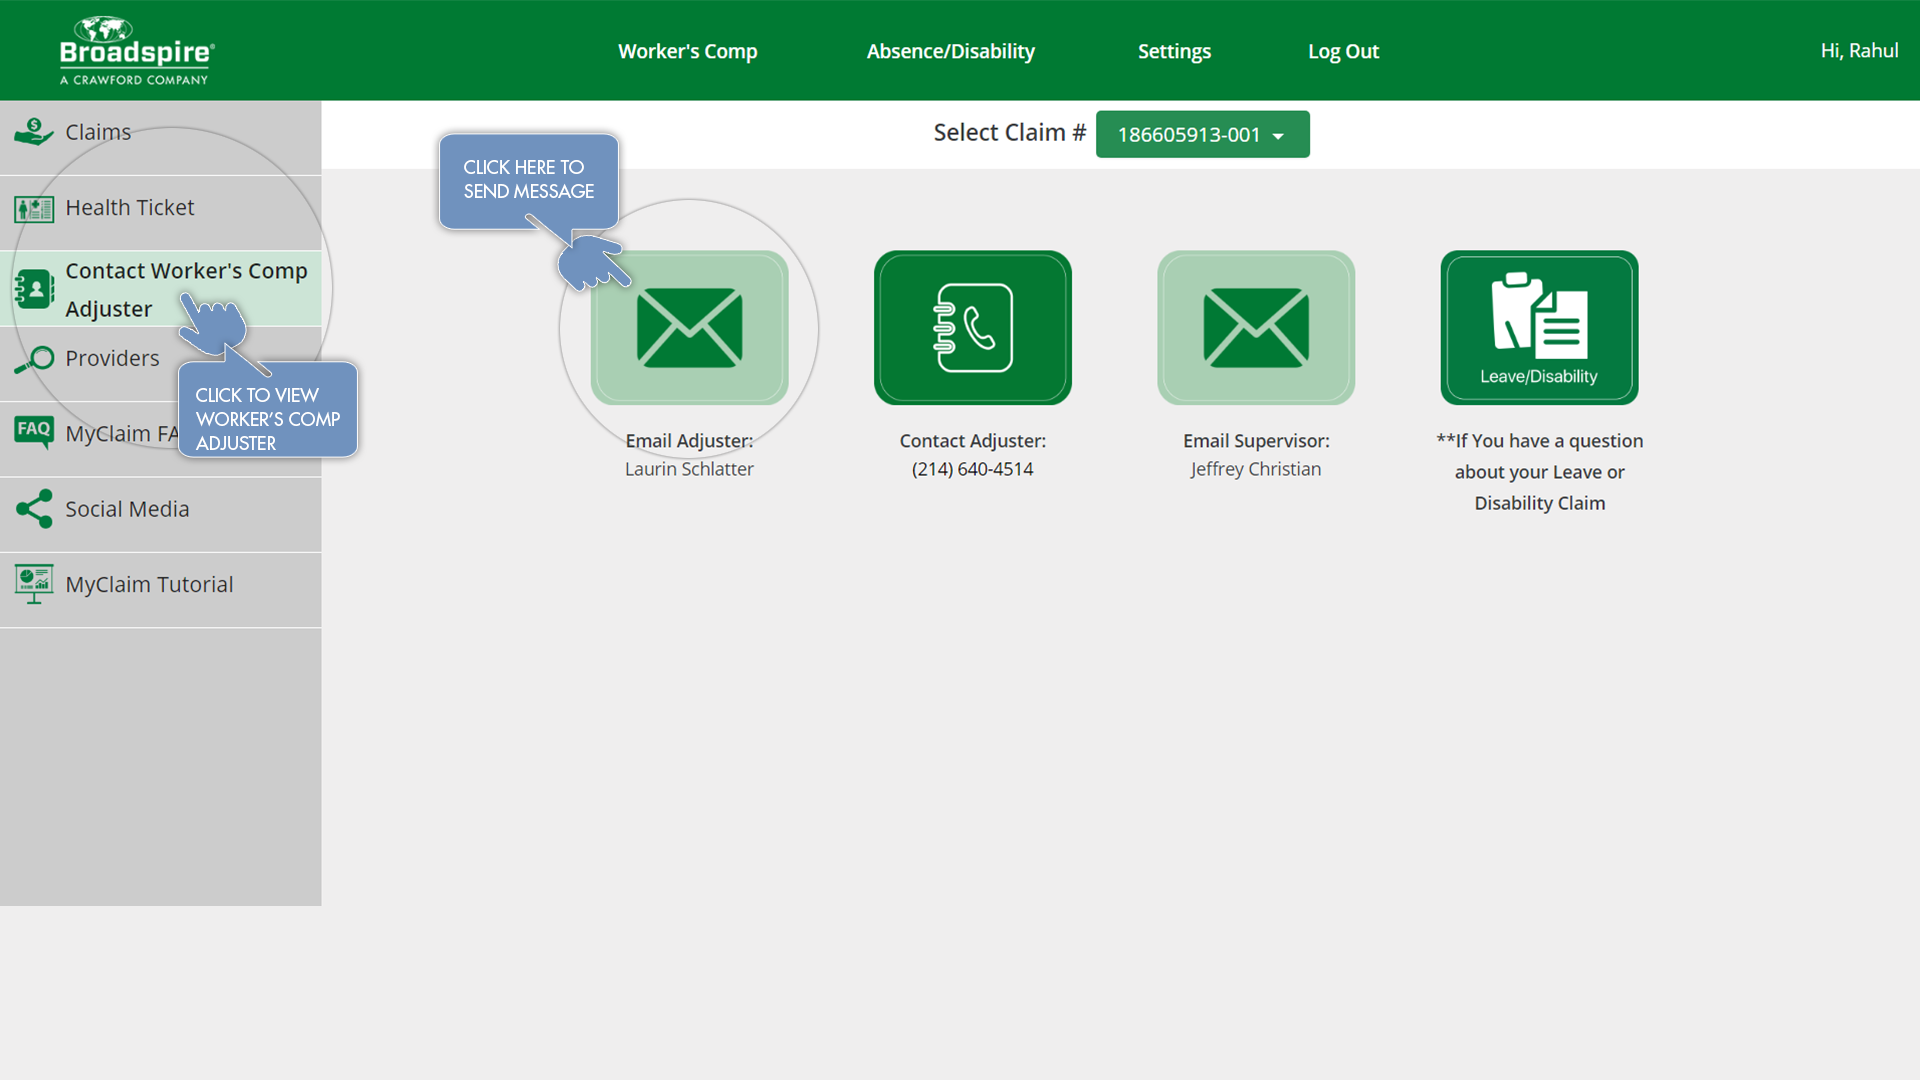 Broadspire®
A CRAWFORD COMPANY
Worker's Comp
Absence/Disability
Settings
Log Out
Hi, Rahul
Claims
Health Ticket
Contact Worker's Comp
Adjuster
Providers
FAQ
MyClaim FA
Social Media
MyClaim Tutorial
CLICK TO VIEW
WORKER'S COMP
ADJUSTER
Select Claim #
186605913-001
CLICK HERE TO
SEND MESSAGE
Email Adjuster:
Laurin Schlatter
Contact Adjuster:
(214) 640-4514
Email Supervisor:
Jeffrey Christian
Leave/Disability
**If You have a question
about your Leave or
Disability Claim